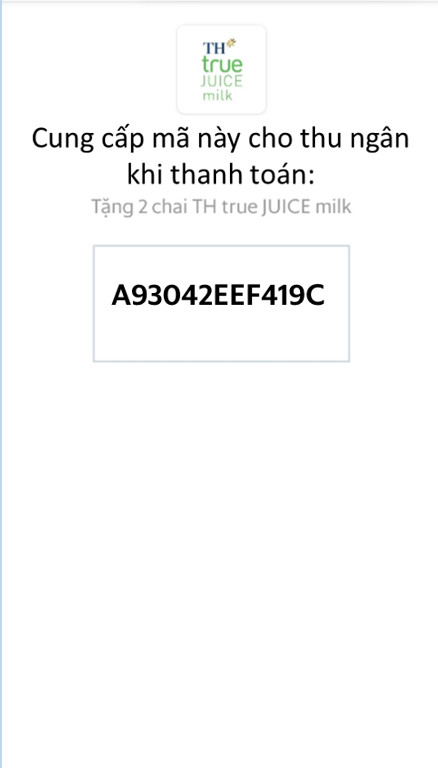 TH
true
JUICE
milk
Cung cấp mã này cho thu ngân
khi thanh toán:
Tặng 2 chai TH true JUICE milk
A93042EEF419C